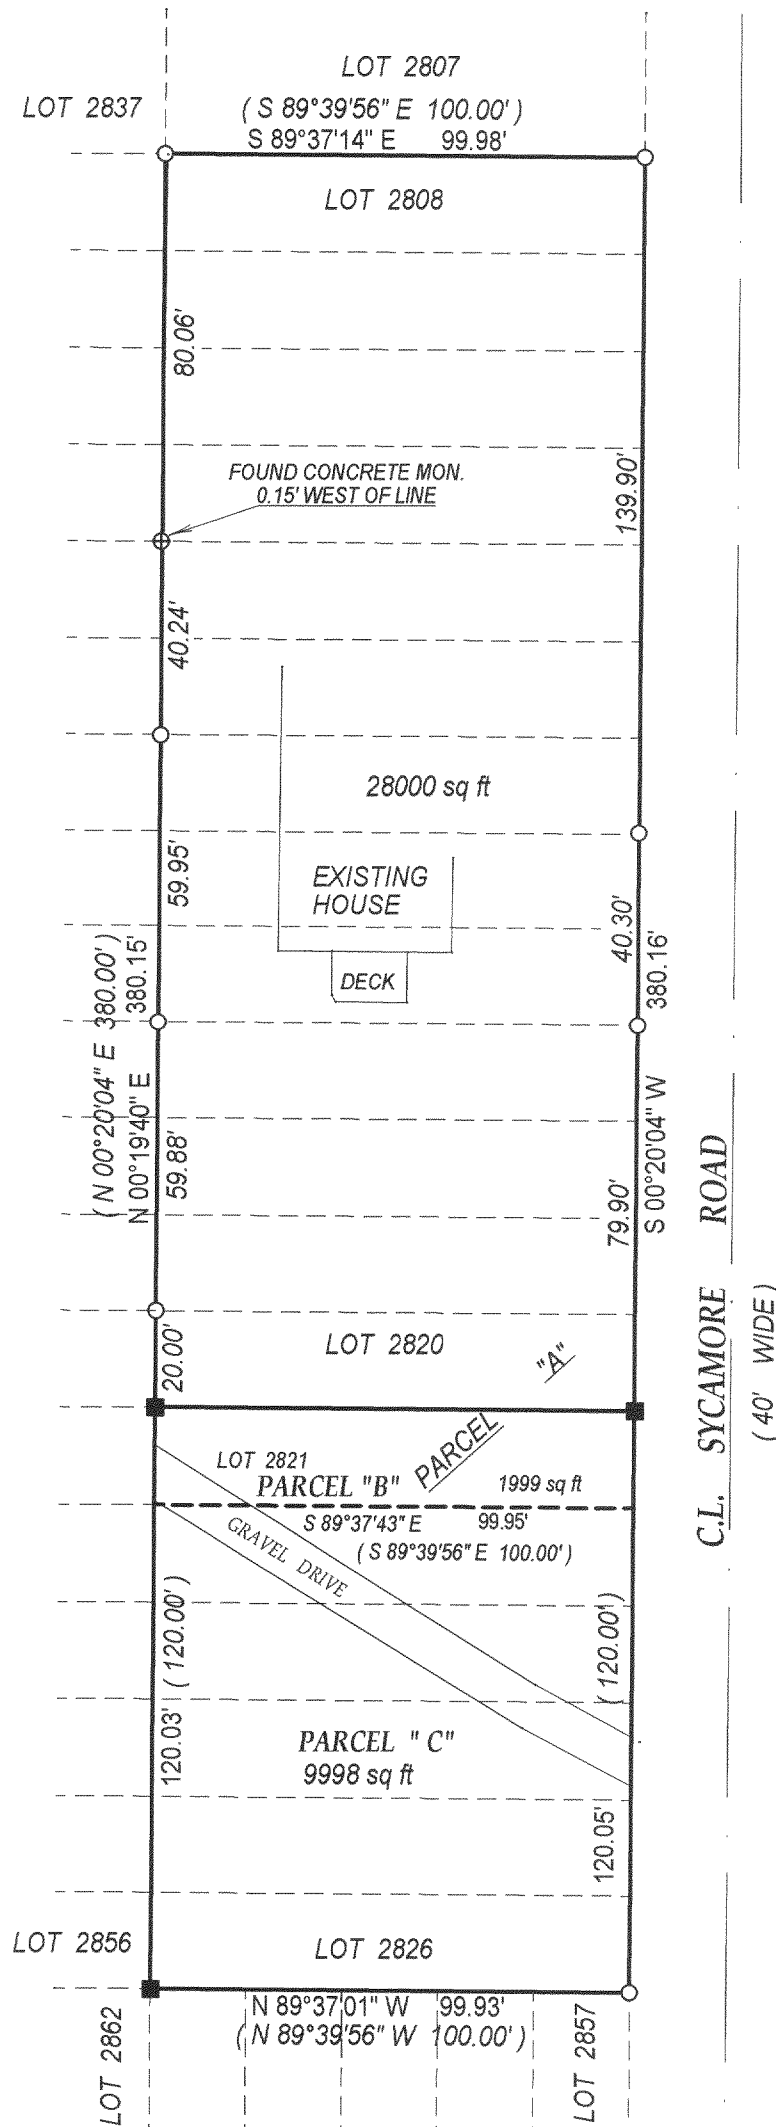 LOT 2807
LOT 2837
( S 89°39'56" E 100.00' )
S 89°37'14" E 99.98'
LOT 2808
80.06'
FOUND CONCRETE MON.
0.15' WEST OF LINE
139.90'
40.24'
28000 sq ft
59.95'
EXISTING
HOUSE
DECK
40.30'
380.16'
( N 00°20'04" E 380.00' )
N 00°19'40" E 380.15'
59.88'
79.90'
S 00°20'04" W
C.L. SYCAMORE ROAD
( 40' WIDE )
20.00'
LOT 2820
PARCEL "A"
LOT 2821
PARCEL "B"
1999 sq ft
S 89°37'43" E 99.95'
( S 89°39'56" E 100.00' )
GRAVEL DRIVE
120.03' ( 120.00' )
( 120.00' )
PARCEL " C"
9998 sq ft
120.05'
LOT 2856
LOT 2826
N 89°37'01" W 99.93'
( N 89°39'56" W 100.00' )
LOT 2862
LOT 2857